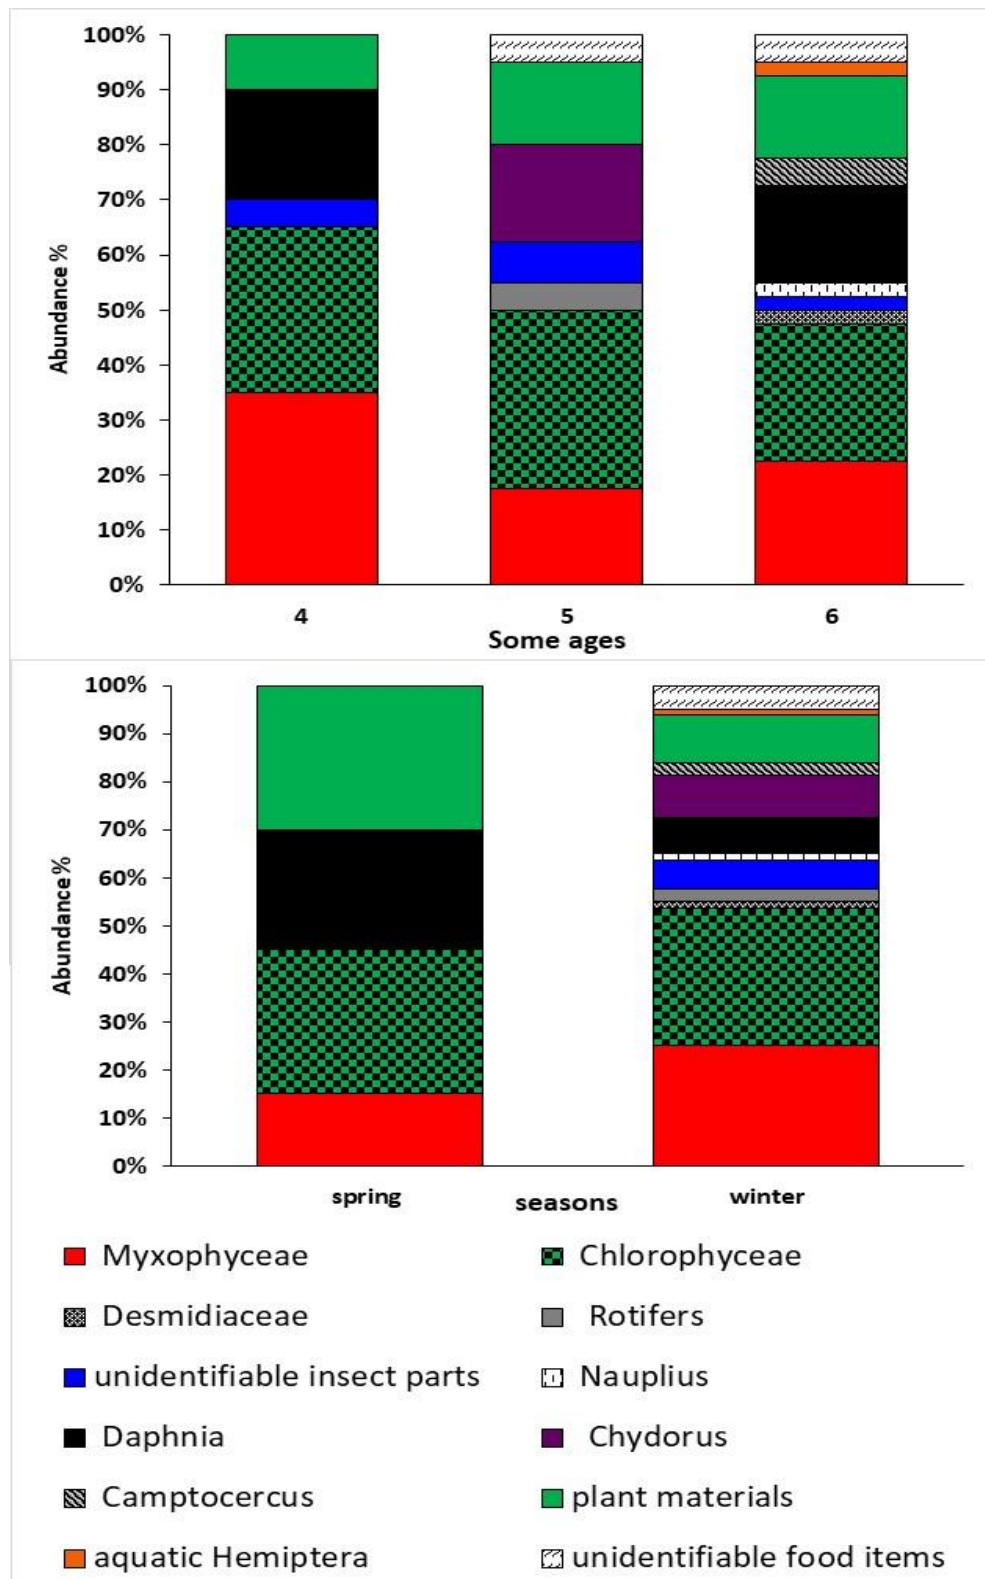 100%
90%
80%
70%
60%
50%
40%
30%
20%
10%
0%
Abundance %
4 5 6
Some ages
100%
90%
80%
70%
60%
50%
40%
30%
20%
10%
0%
Abundance %
spring seasons winter
Myxophyceae Chlorophyceae
Desmidiaceae Rotifers
unidentifiable insect parts Nauplius
Daphnia Chydorus
Camptocercus plant materials
aquatic Hemiptera unidentifiable food items